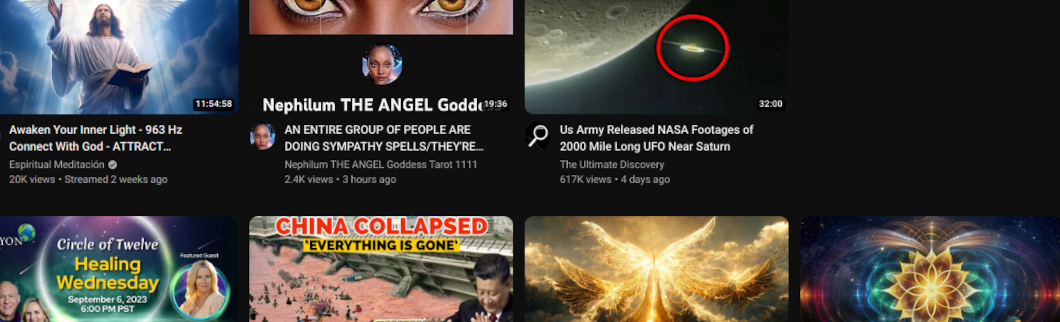 11:54:58
Nephilum THE ANGEL Godd
19:36
32:00
Awaken Your Inner Light - 963 Hz
Connect With God - ATTRACT...
Espiritual Meditación
20K views • Streamed 2 weeks ago
AN ENTIRE GROUP OF PEOPLE ARE
DOING SYMPATHY SPELLS/THEY'RE...
Nephilum THE ANGEL Goddess Tarot 1111
2.4K views • 3 hours ago
Us Army Released NASA Footages of
2000 Mile Long UFO Near Saturn
The Ultimate Discovery
617K views • 4 days ago
YON
Circle of Twelve
Healing
Wednesday
September 6, 2023
6:00 PM PST
Featured Guest
CHINA COLLAPSED
'EVERYTHING IS GONE'